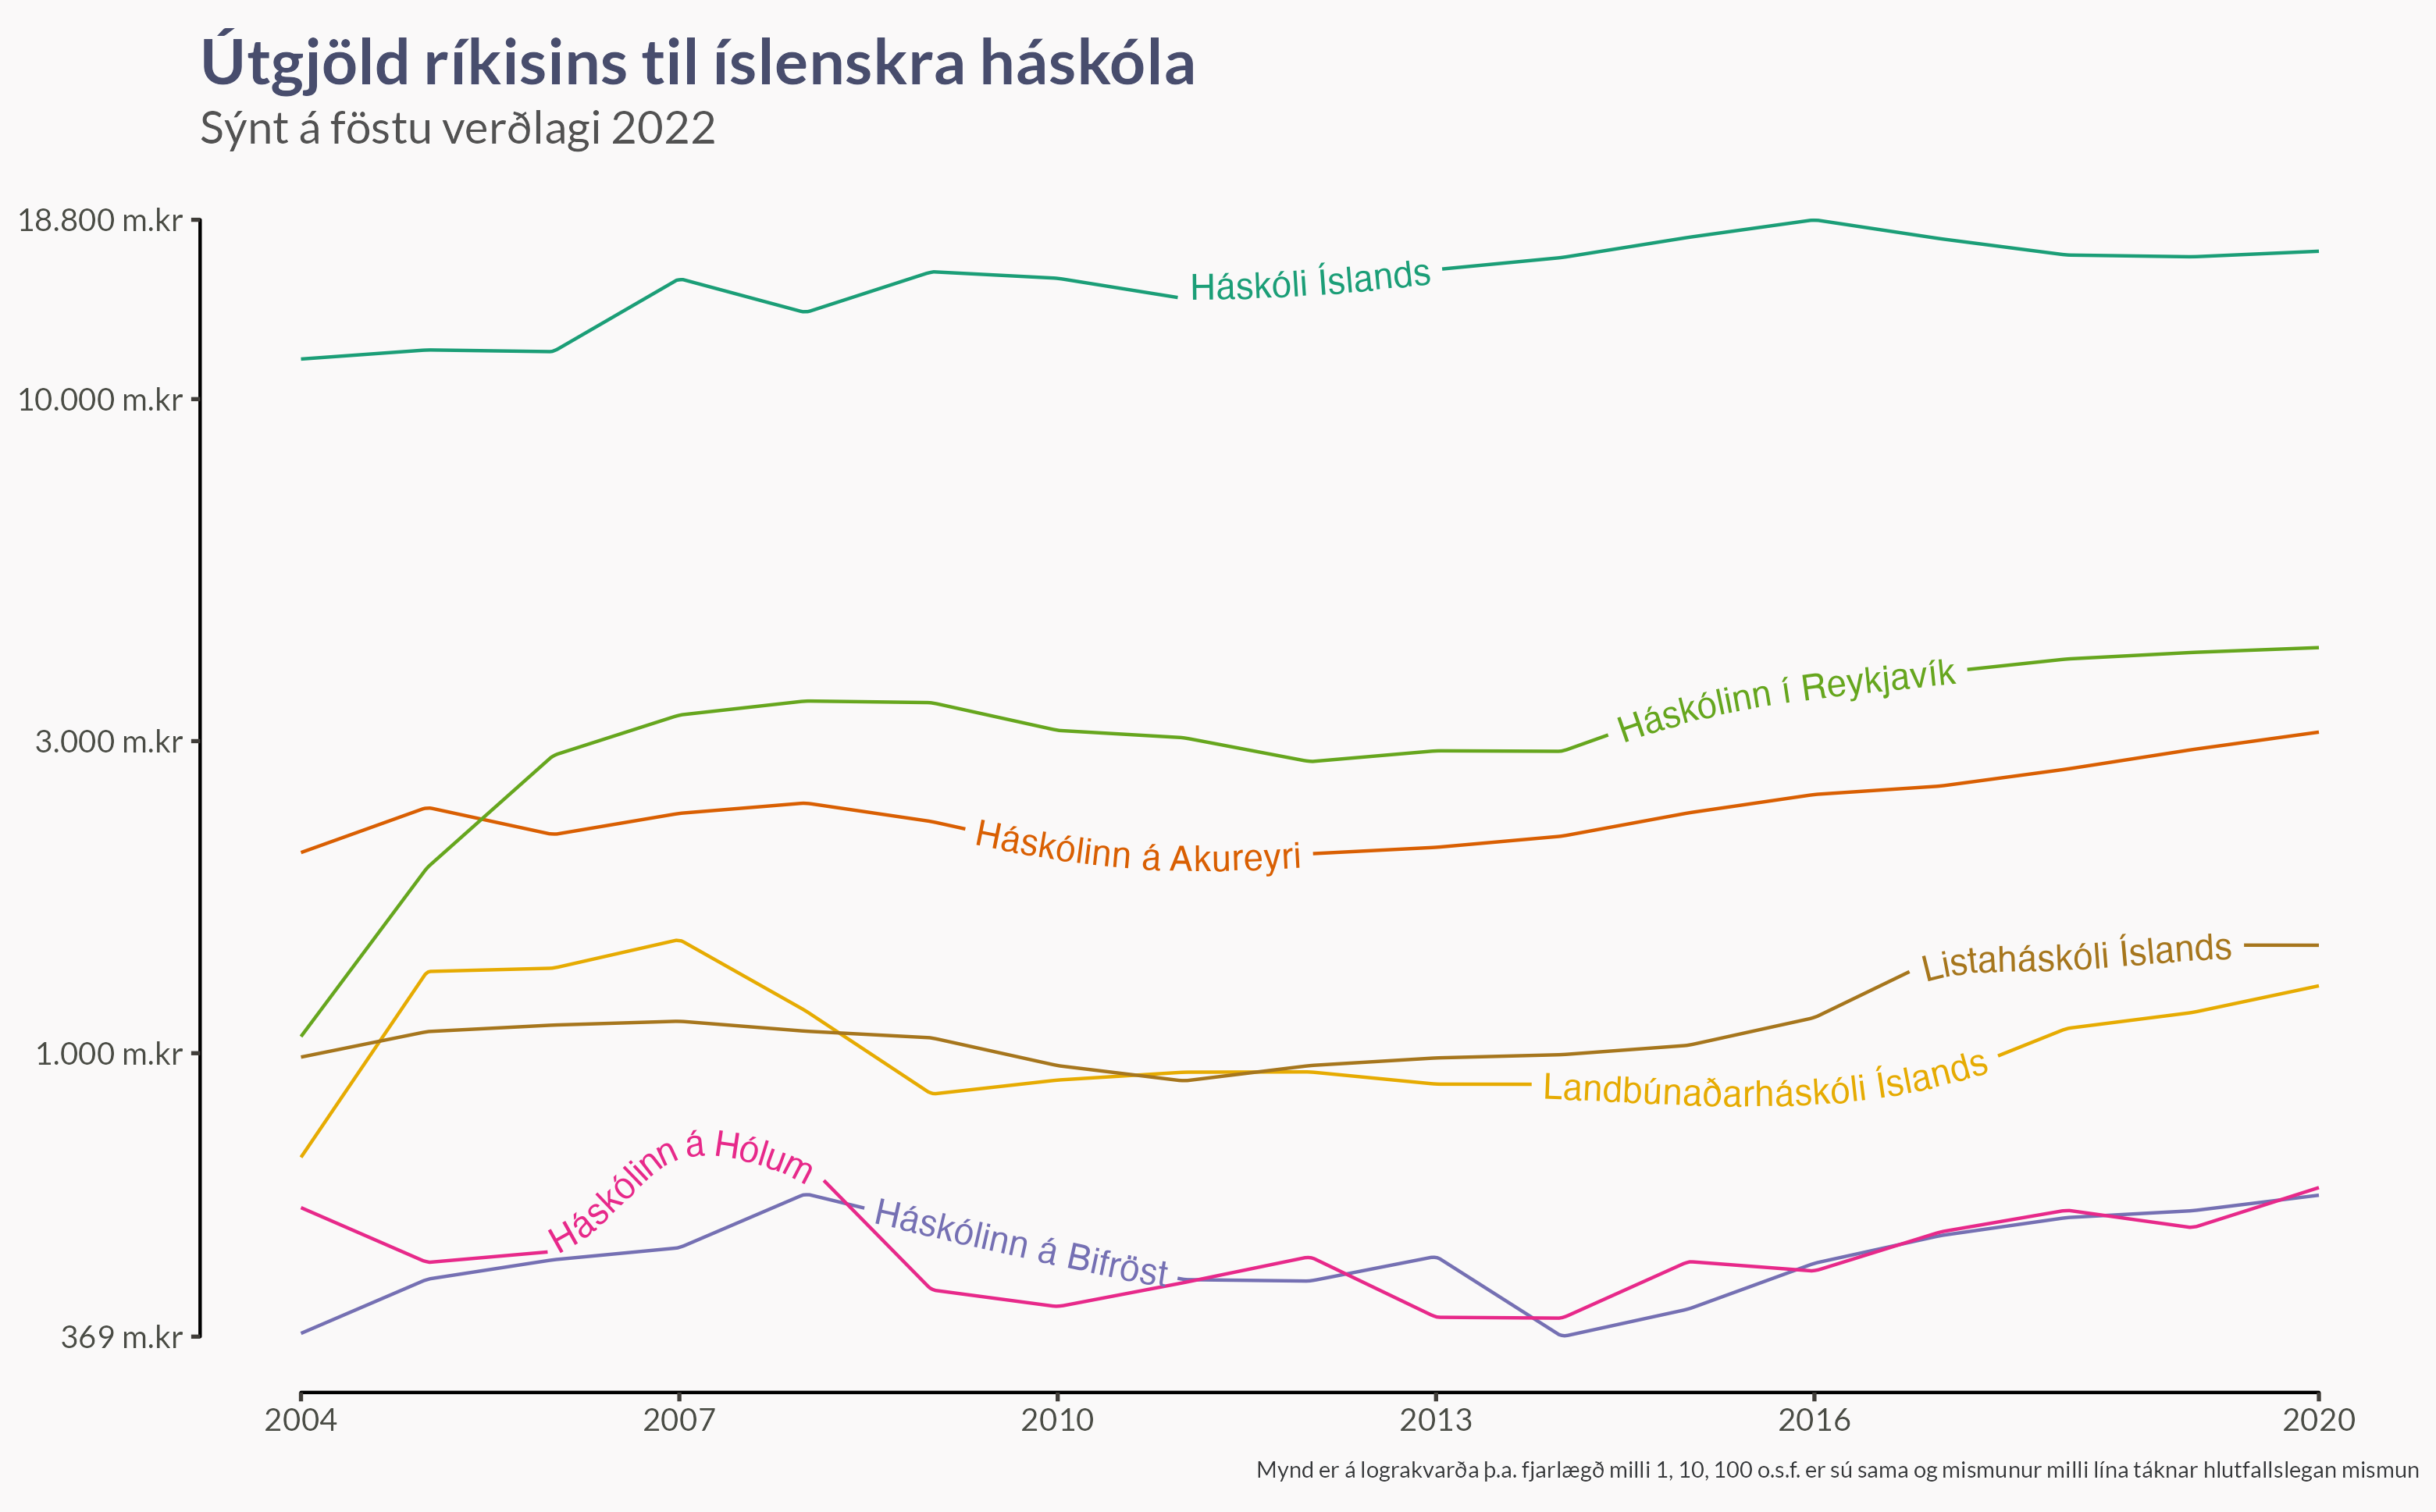 Útgjöld ríkisins til íslenskra háskóla
Sýnt á föstu verðlagi 2022
18.800 m.kr
10.000 m.kr
3.000 m.kr
1.000 m.kr
369 m.kr
Háskóli Íslands
Háskólinn í Reykjavík
Háskólinn á Akureyri
Listaháskóli Íslands
Landbúnaðarháskóli Íslands
Háskólinn á Hólum
Háskólinn á Bifröst
2004
2007
2010
2013
2016
2020
Mynd er á lograkvarða þ.a. fjarlægð milli 1, 10, 100 o.s.f. er sú sama og mismunur milli lína táknar hlutfallslegan mismun